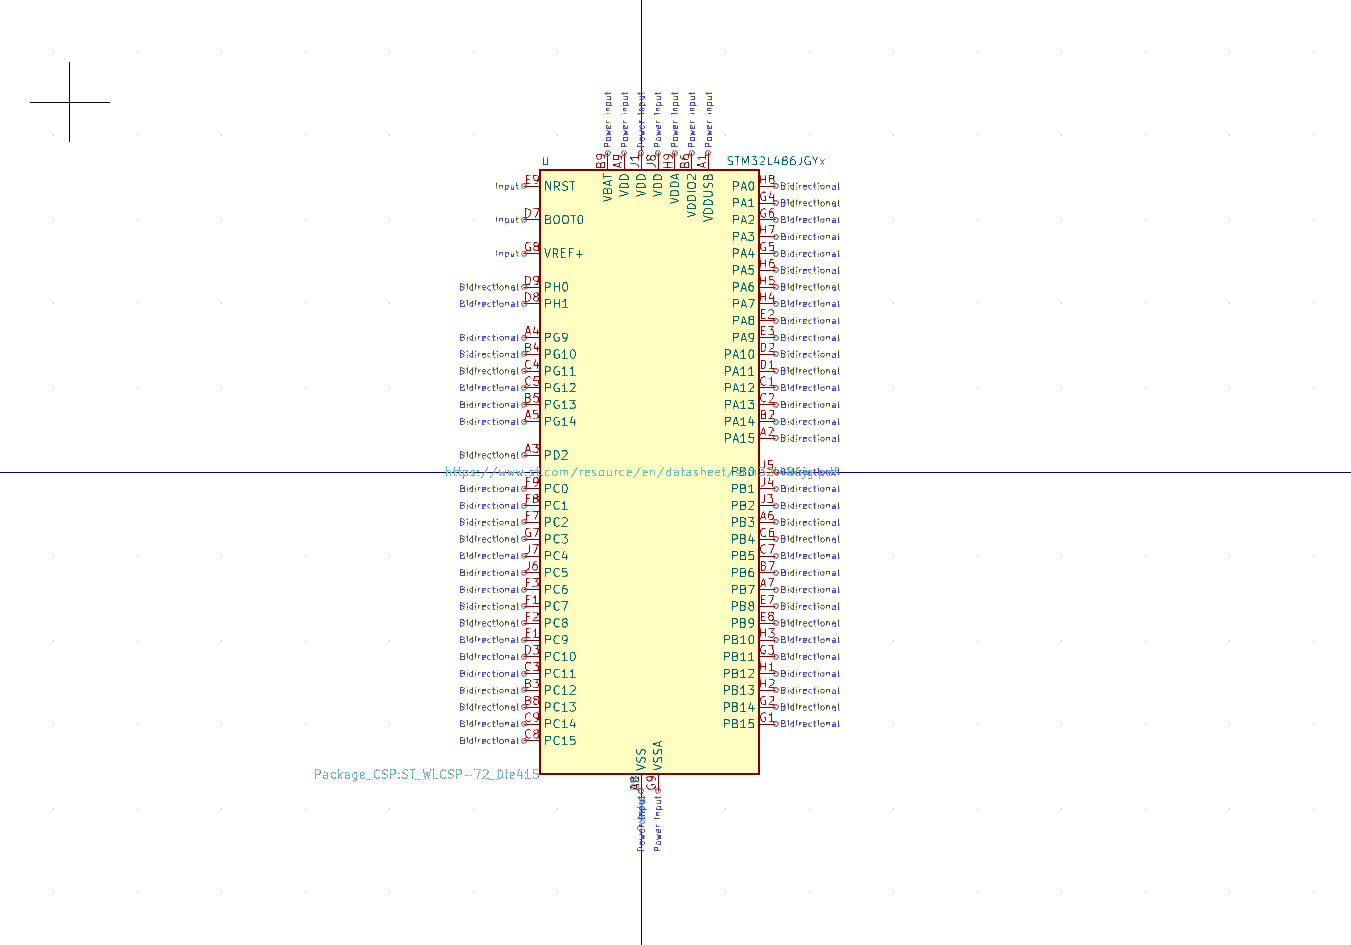 U
STM32L486JGYx
B9 VBAT Power Input
A9 VDD Power Input
J1 VDD Power Input
J8 VDD Power Input
H9 VDDA Power Input
B6 VDDIO2 Power Input
A1 VDDUSB Power Input
Input E9 NRST
Input D7 BOOT0
Input G8 VREF+
Bidirectional D9 PH0
Bidirectional D8 PH1
Bidirectional A4 PG9
Bidirectional B4 PG10
Bidirectional C4 PG11
Bidirectional C5 PG12
Bidirectional B5 PG13
Bidirectional A5 PG14
Bidirectional A3 PD2
Bidirectional F9 PC0
Bidirectional F8 PC1
Bidirectional F7 PC2
Bidirectional G7 PC3
Bidirectional J7 PC4
Bidirectional J6 PC5
Bidirectional F3 PC6
Bidirectional F1 PC7
Bidirectional F2 PC8
Bidirectional E1 PC9
Bidirectional D3 PC10
Bidirectional C3 PC11
Bidirectional B3 PC12
Bidirectional B8 PC13
Bidirectional C9 PC14
Bidirectional C8 PC15
PA0 H8 Bidirectional
PA1 G4 Bidirectional
PA2 G6 Bidirectional
PA3 H7 Bidirectional
PA4 G5 Bidirectional
PA5 H6 Bidirectional
PA6 H5 Bidirectional
PA7 H4 Bidirectional
PA8 E2 Bidirectional
PA9 E3 Bidirectional
PA10 D2 Bidirectional
PA11 D1 Bidirectional
PA12 C1 Bidirectional
PA13 C2 Bidirectional
PA14 B2 Bidirectional
PA15 A2 Bidirectional
PB0 J5 Bidirectional
PB1 J4 Bidirectional
PB2 J3 Bidirectional
PB3 A6 Bidirectional
PB4 C6 Bidirectional
PB5 C7 Bidirectional
PB6 B7 Bidirectional
PB7 A7 Bidirectional
PB8 E7 Bidirectional
PB9 E8 Bidirectional
PB10 H3 Bidirectional
PB11 G3 Bidirectional
PB12 H1 Bidirectional
PB13 H2 Bidirectional
PB14 G2 Bidirectional
PB15 G1 Bidirectional
https://www.st.com/resource/en/datasheet/
VSS Power Input
VSSA G9 Power Input
Package_CSP:ST_WLCSP-72_Die415